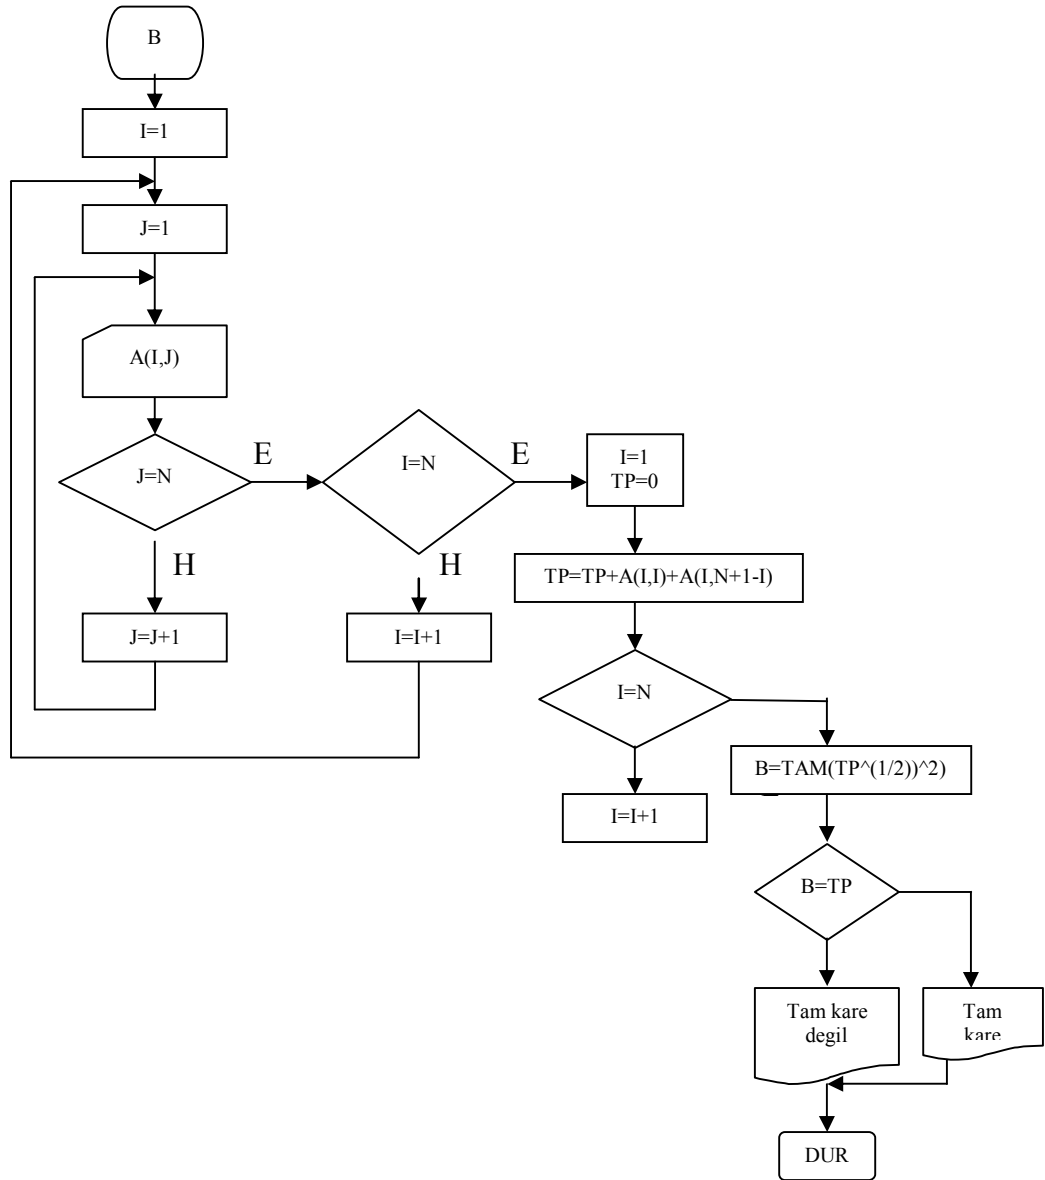 B
I=1
J=1
A(I,J)
J=N
E
H
J=J+1
I=N
E
H
I=I+1
I=1
TP=0
TP=TP+A(I,I)+A(I,N+1-I)
I=N
I=I+1
B=TAM(TP^(1/2))^2)
B=TP
Tam kare
degil
Tam
kare
DUR